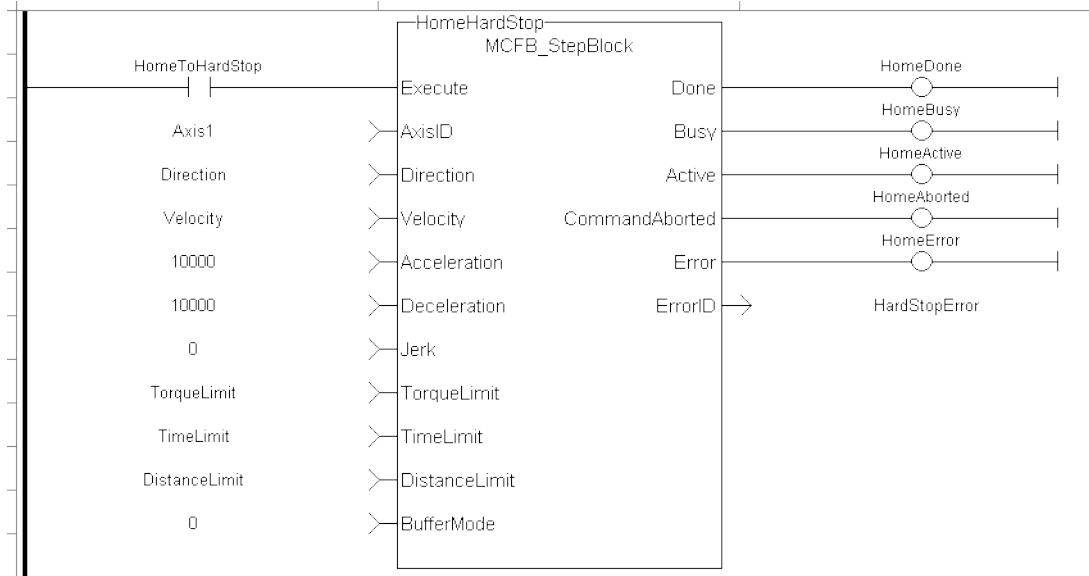 HomeHardStop
MCFB_StepBlock
HomeToHardStop
HomeDone
Execute
Done
HomeBusy
Axis1
AxisID
Busy
HomeActive
Direction
Direction
Active
HomeAborted
Velocity
Velocity
CommandAborted
HomeError
10000
Acceleration
Error
10000
Deceleration
ErrorID
HardStopError
0
Jerk
TorqueLimit
TorqueLimit
TimeLimit
TimeLimit
DistanceLimit
DistanceLimit
0
BufferMode